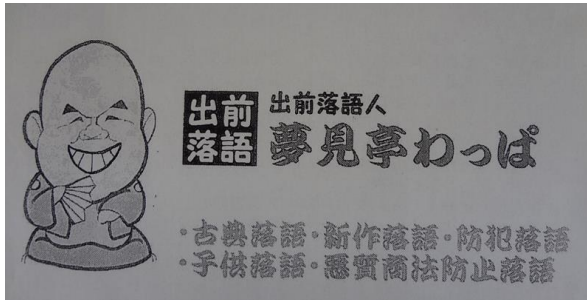 出前
落語
出前落語人
夢見亭わっぱ
・古典落語・新作落語・防犯落語
・子供落語・悪質商法防止落語